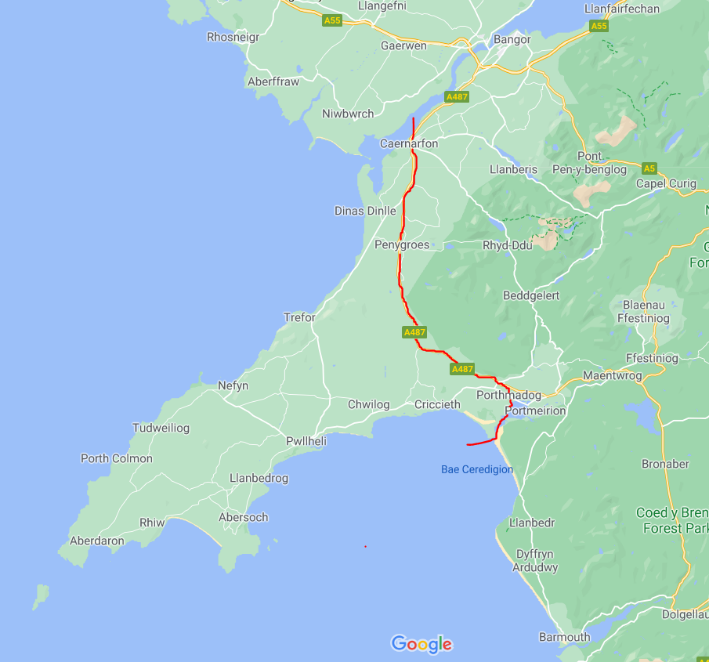 Llangefni
Llanfairfechan
A55
Rhosneigr
Gaerwen
Bangor
A55
Aberffraw
A487
Niwbwrch
Caernarfon
Pont
Pen-y-benglog
A5
Llanberis
Capel Curig
Dinas Dinlle
Penygroes
Rhyd-Ddu
Beddgelert
Blaenau
Ffestiniog
Trefor
A487
Ffestiniog
A487
Maentwrog
Nefyn
Porthmadog
Chwilog
Criccieth
Portmeirion
Tudweiliog
Pwllheli
Porth Colmon
Bae Ceredigion
Bronaber
Llanbedrog
Coed y Bren
Forest Park
Rhiw
Abersoch
Llanbedr
Aberdaron
Dyffryn
Ardudwy
Dolgellau
Google
Barmouth